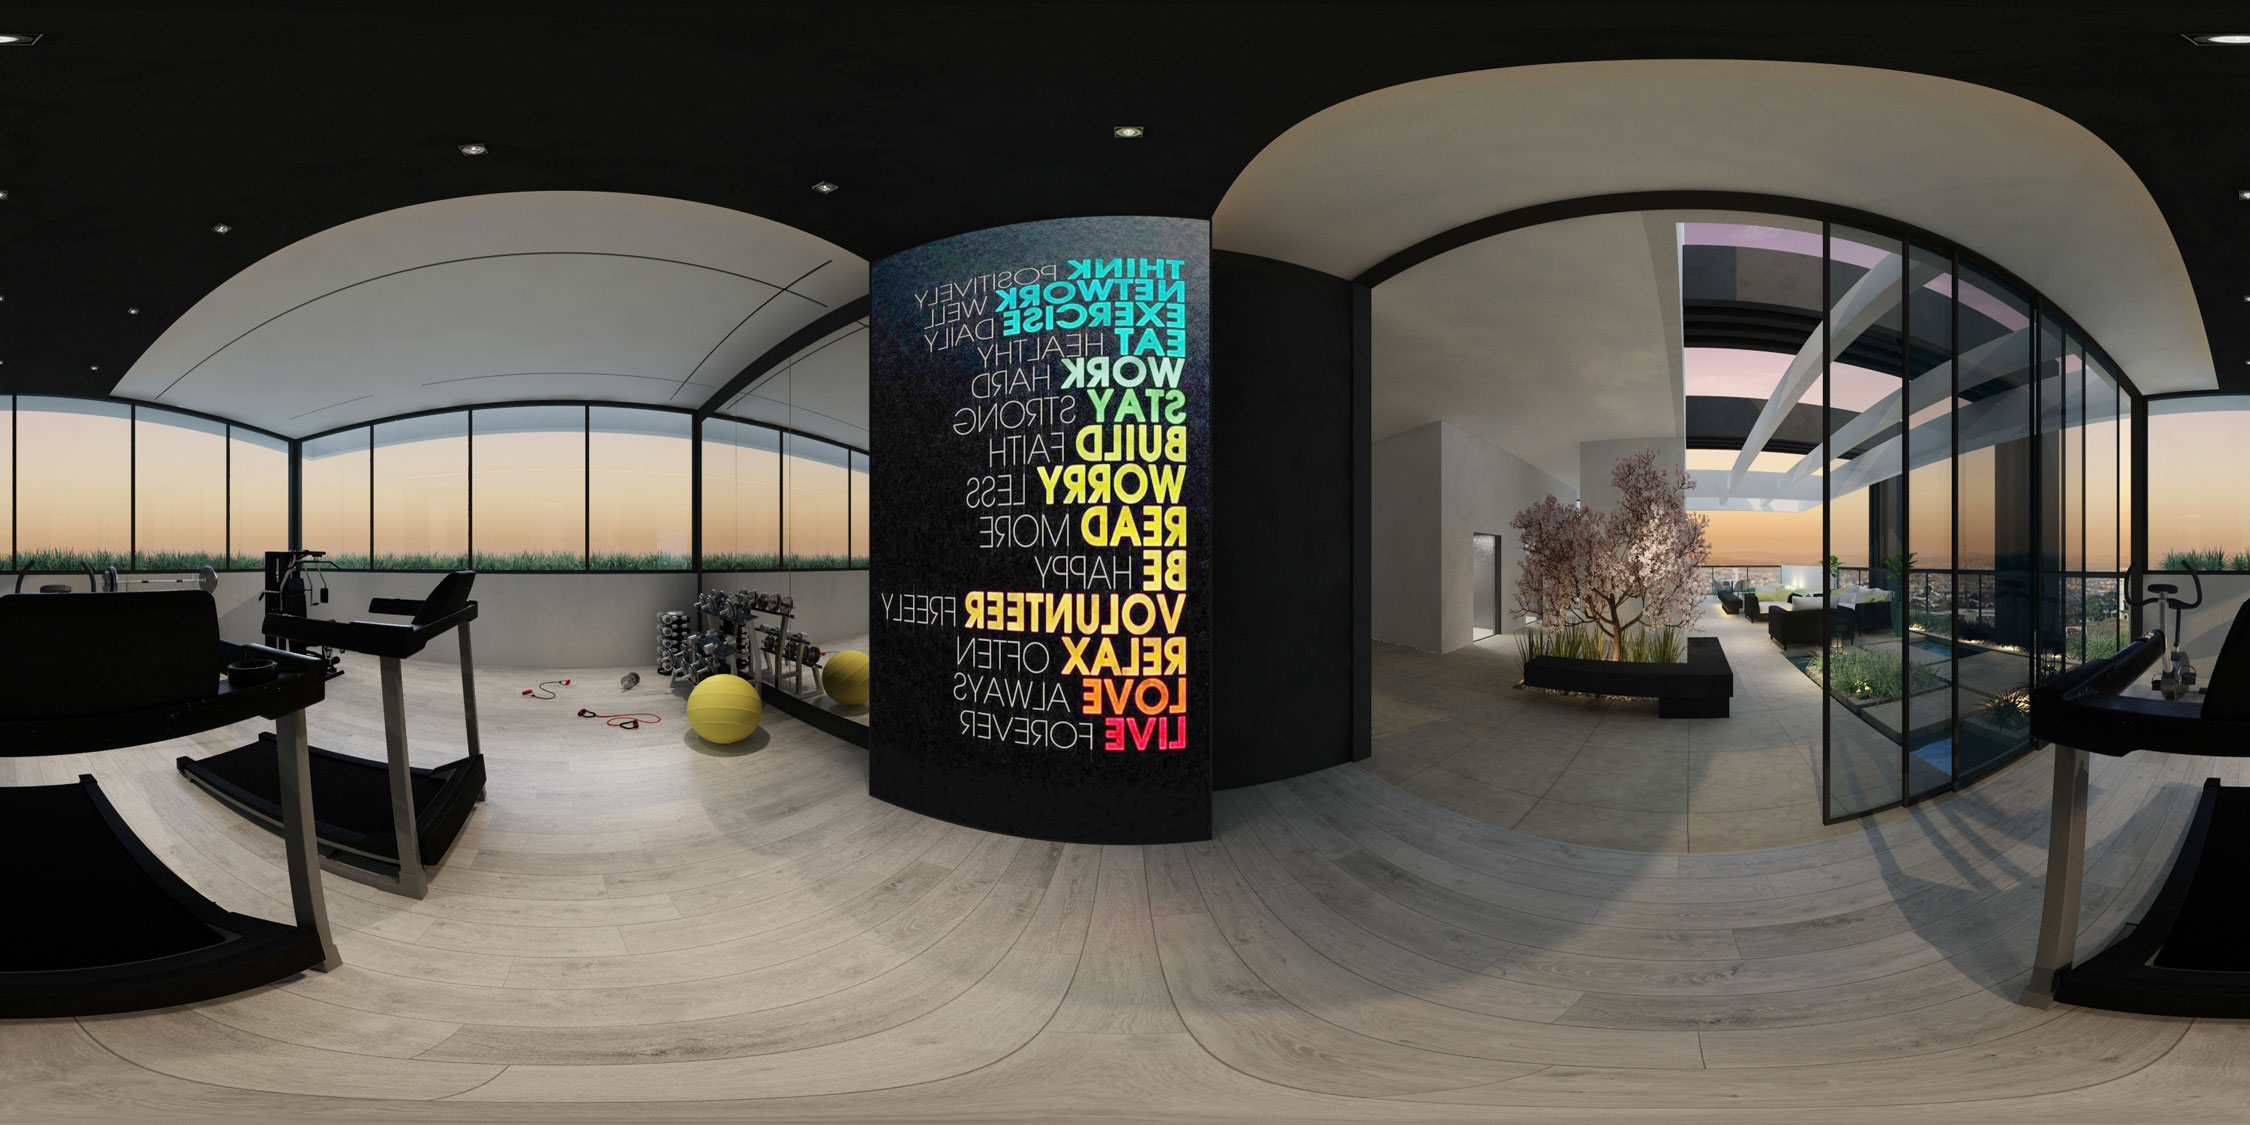 THINK POSITIVELY
NETWORK WELL
EXERCISE DAILY
EAT HEALTHY
WORK HARD
STAY STRONG
BUILD FAITH
WORRY LESS
READ MORE
BE HAPPY
VOLUNTEER FREELY
RELAX OFTEN
LOVE ALWAYS
LIVE FOREVER